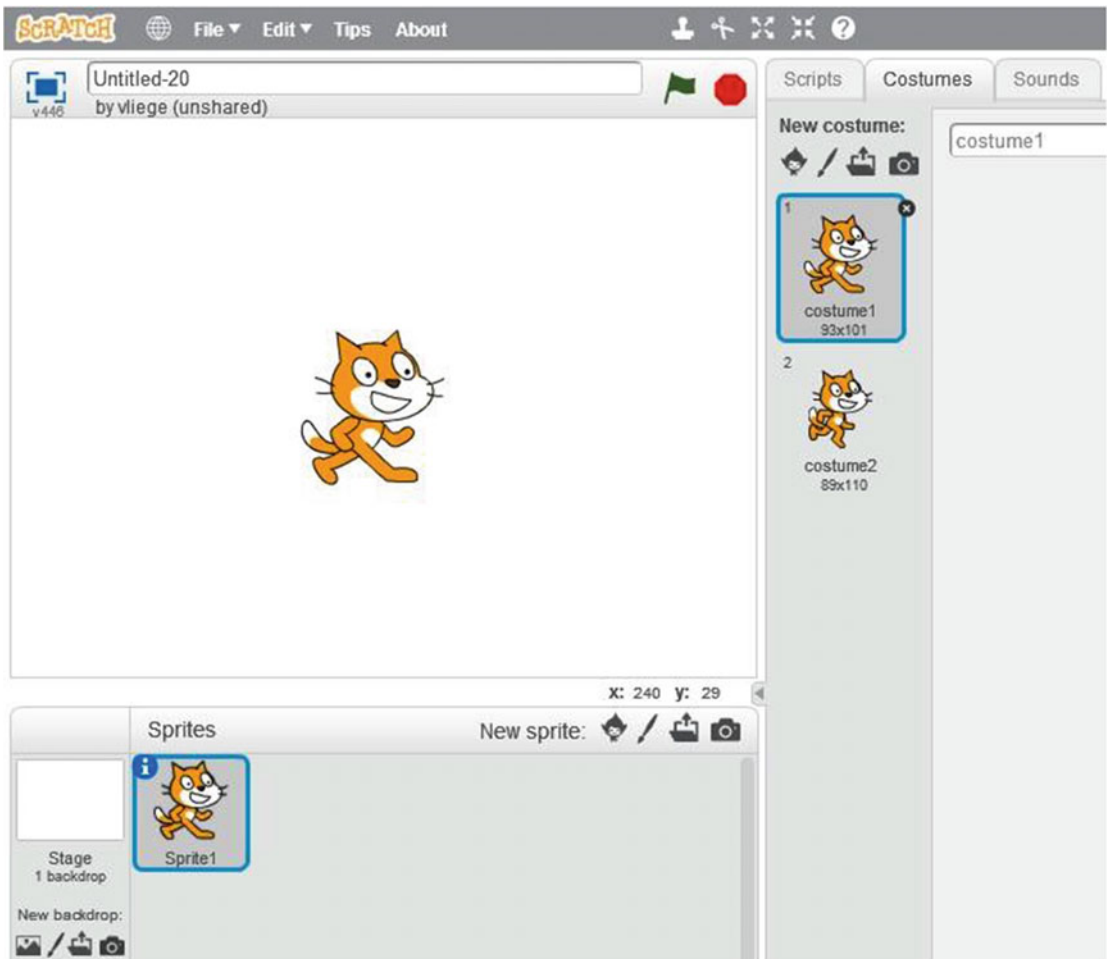 SCRATCH File Edit Tips About
Untitled-20
v446 by vliege (unshared)
Scripts Costumes Sounds
New costume:
costume1
1
costume1
93x101
2
costume2
89x110
x: 240 y: 29
Sprites New sprite:
Sprite1
Stage
1 backdrop
New backdrop: